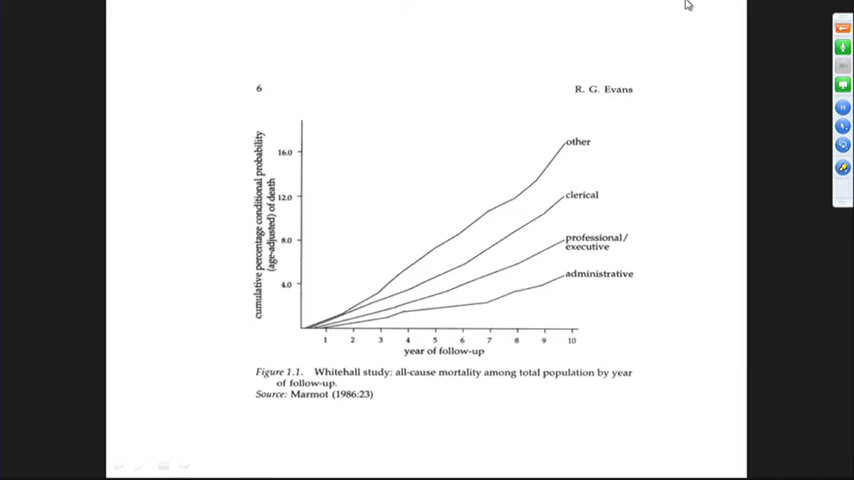 6
R. G. Evans
cumulative percentage conditional probability
(age-adjusted) of death
16.0
12.0
8.0
4.0
other
clerical
professional/
executive
administrative
1 2 3 4 5 6 7 8 9 10
year of follow-up
Figure 1.1. Whitehall study: all-cause mortality among total population by year
of follow-up.
Source: Marmot (1986:23)